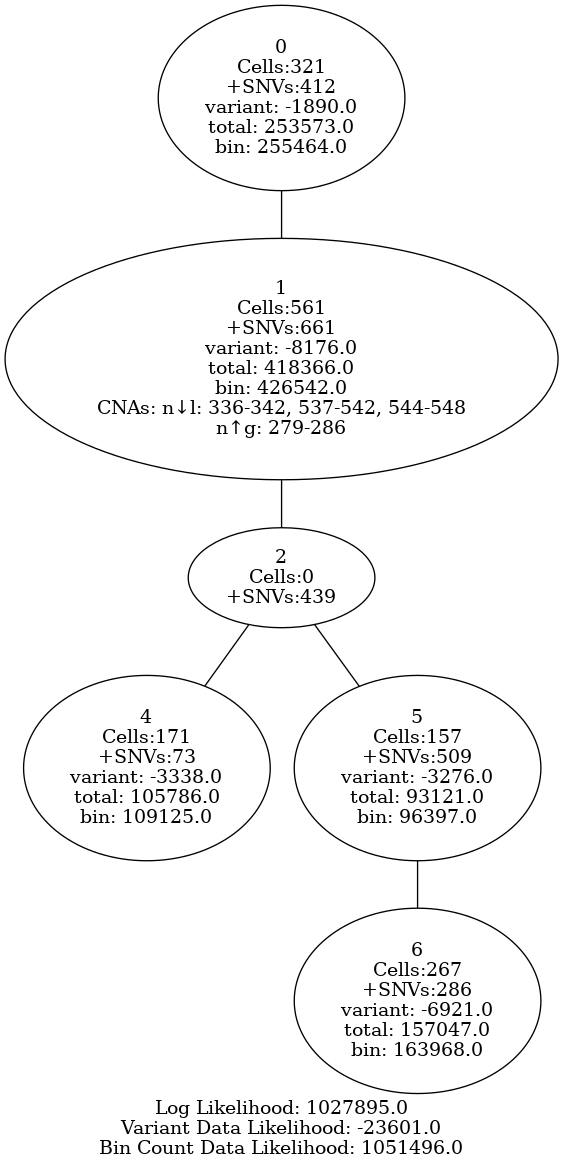 0
Cells:321
+SNVs:412
variant: -1890.0
total: 253573.0
bin: 255464.0
1
Cells:561
+SNVs:661
variant: -8176.0
total: 418366.0
bin: 426542.0
CNAs: n↓l: 336-342, 537-542, 544-548
n↑g: 279-286
2
Cells:0
+SNVs:439
4
Cells:171
+SNVs:73
variant: -3338.0
total: 105786.0
bin: 109125.0
5
Cells:157
+SNVs:509
variant: -3276.0
total: 93121.0
bin: 96397.0
6
Cells:267
+SNVs:286
variant: -6921.0
total: 157047.0
bin: 163968.0
Log Likelihood: 1027895.0
Variant Data Likelihood: -23601.0
Bin Count Data Likelihood: 1051496.0